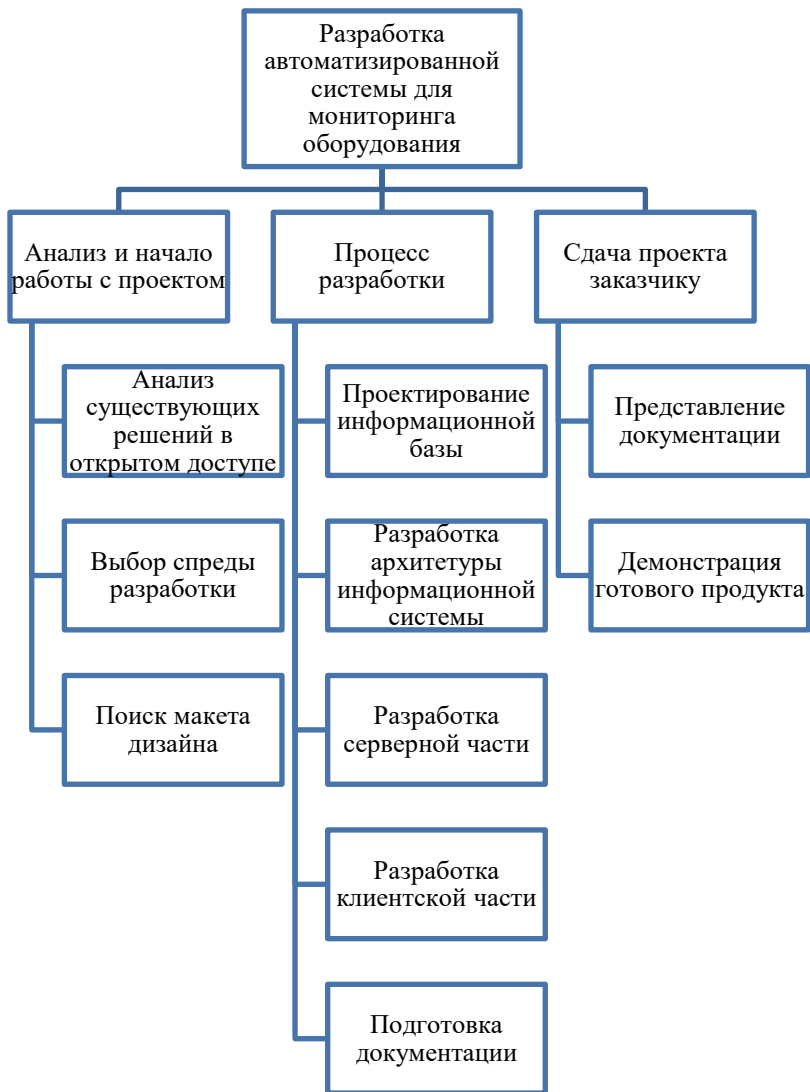 Разработка
автоматизированной
системы для
мониторинга
оборудования
Анализ и начало
работы с проектом
Анализ
существующих
решений в
открытом доступе
Выбор спреды
разработки
Поиск макета
дизайна
Процесс
разработки
Проектирование
информационной
базы
Разработка
архитетуры
информационной
системы
Разработка
серверной части
Разработка
клиентской части
Подготовка
документации
Сдача проекта
заказчику
Представление
документации
Демонстрация
готового продукта